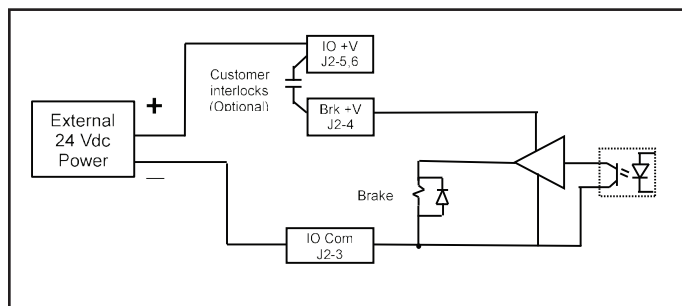 IO +V
J2-5,6
Customer
interlocks
(Optional)
+
External
24 Vdc
Power
—
Brk +V
J2-4
Brake
IO Com
J2-3